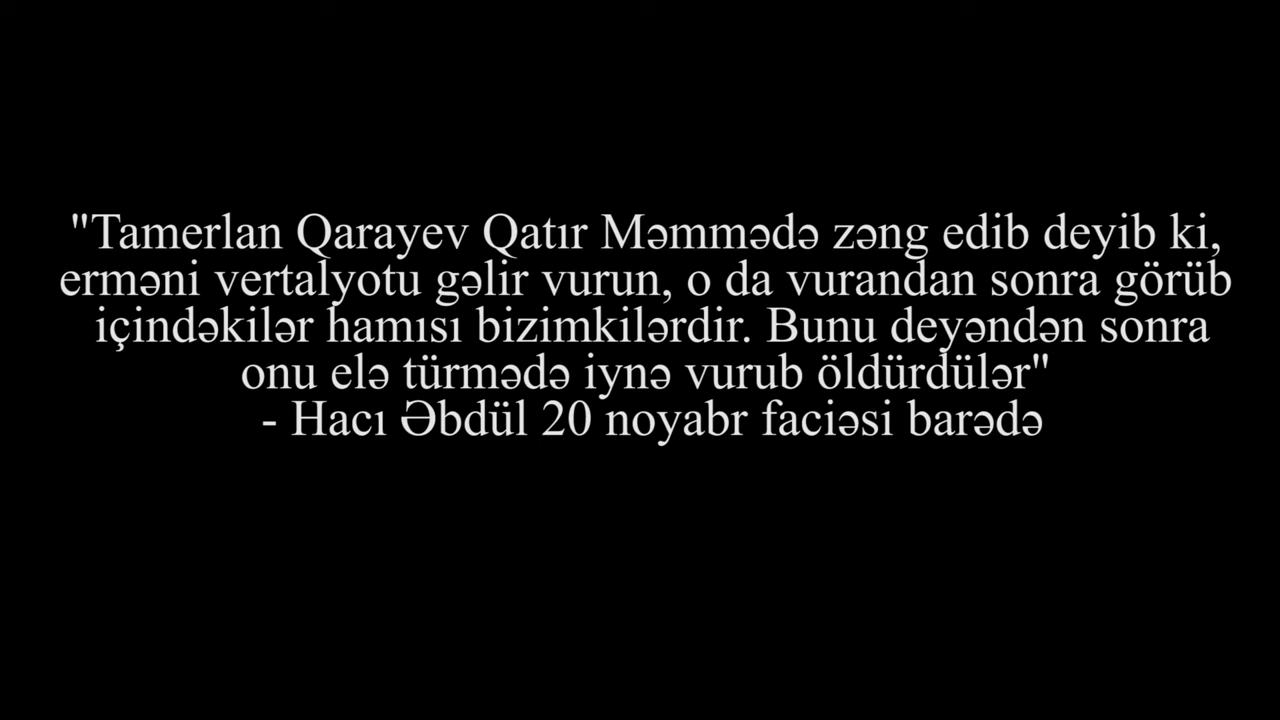 "Tamerlan Qarayev Qatır Məmmədə zəng edib deyib ki,
erməni vertalyotu gəlir vurun, o da vurandan sonra görüb
içindəkilər hamısı bizimkilərdir. Bunu deyəndən sonra
onu elə türmədə iynə vurub öldürdülər"
- Hacı Əbdül 20 noyabr faciəsi barədə